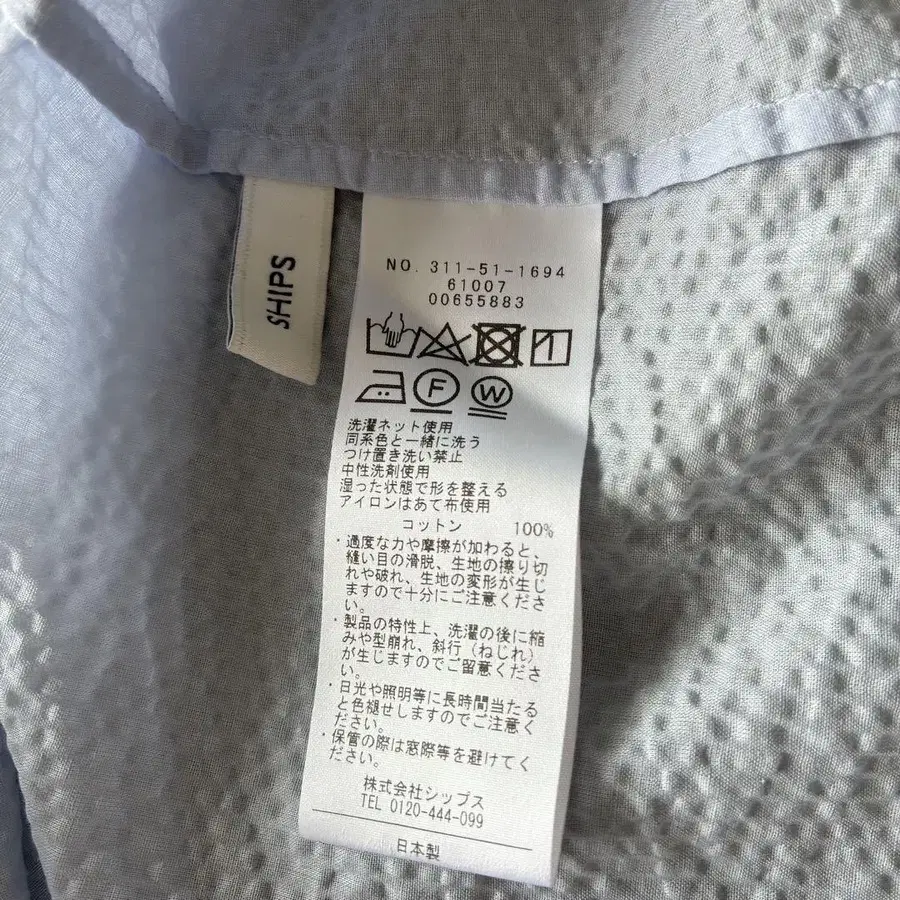 SHIPS
NO. 311-51-1694
61007
00655883
F
W
洗濯ネット使用
同系色と一緒に洗う
つけ置き洗い禁止
中性洗剤使用
湿った状態で形を整える
アイロンはあて布使用
コットン 100%
・過度な力や摩擦が加わると、
縫い目の滑脱、生地の擦り切
れや破れ、生地の変形が生じ
ますので十分にご注意くださ
い。
・製品の特性上、洗濯の後に縮
みや型崩れ、斜行(ねじれ)
が生じますのでご留意くださ
い。
・日光や照明等に長時間当たる
と色褪せしますのでご注意く
ださい。
・保管の際は窓際等を避けてく
ださい。
株式会社シップス
TEL 0120-444-099
日本製